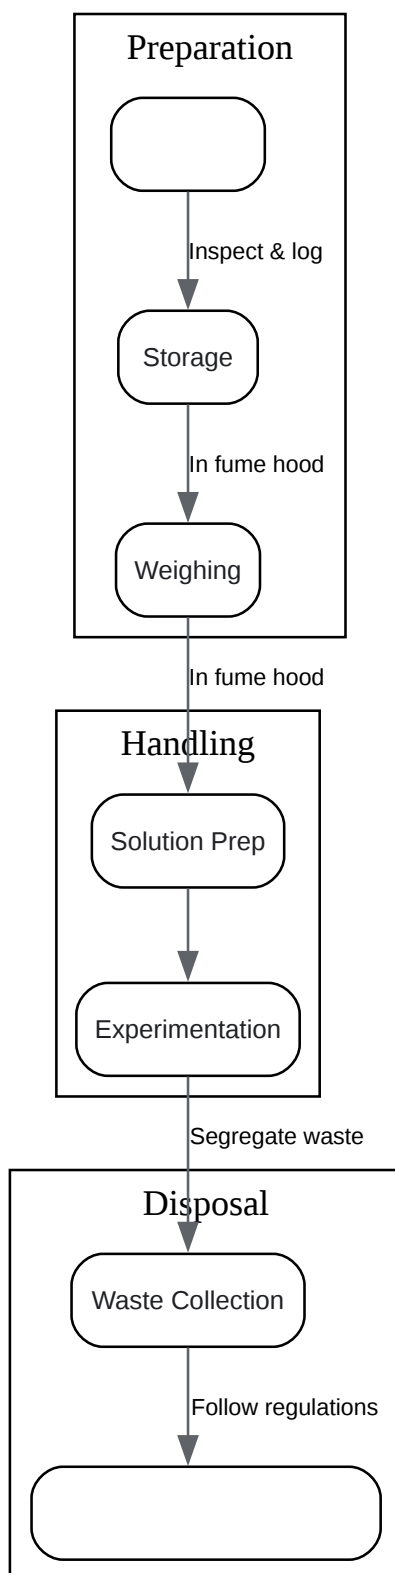 Preparation
Inspect & log
Storage
In fume hood
Weighing
In fume hood
Handling
Solution Prep
Experimentation
Segregate waste
Disposal
Waste Collection
Follow regulations